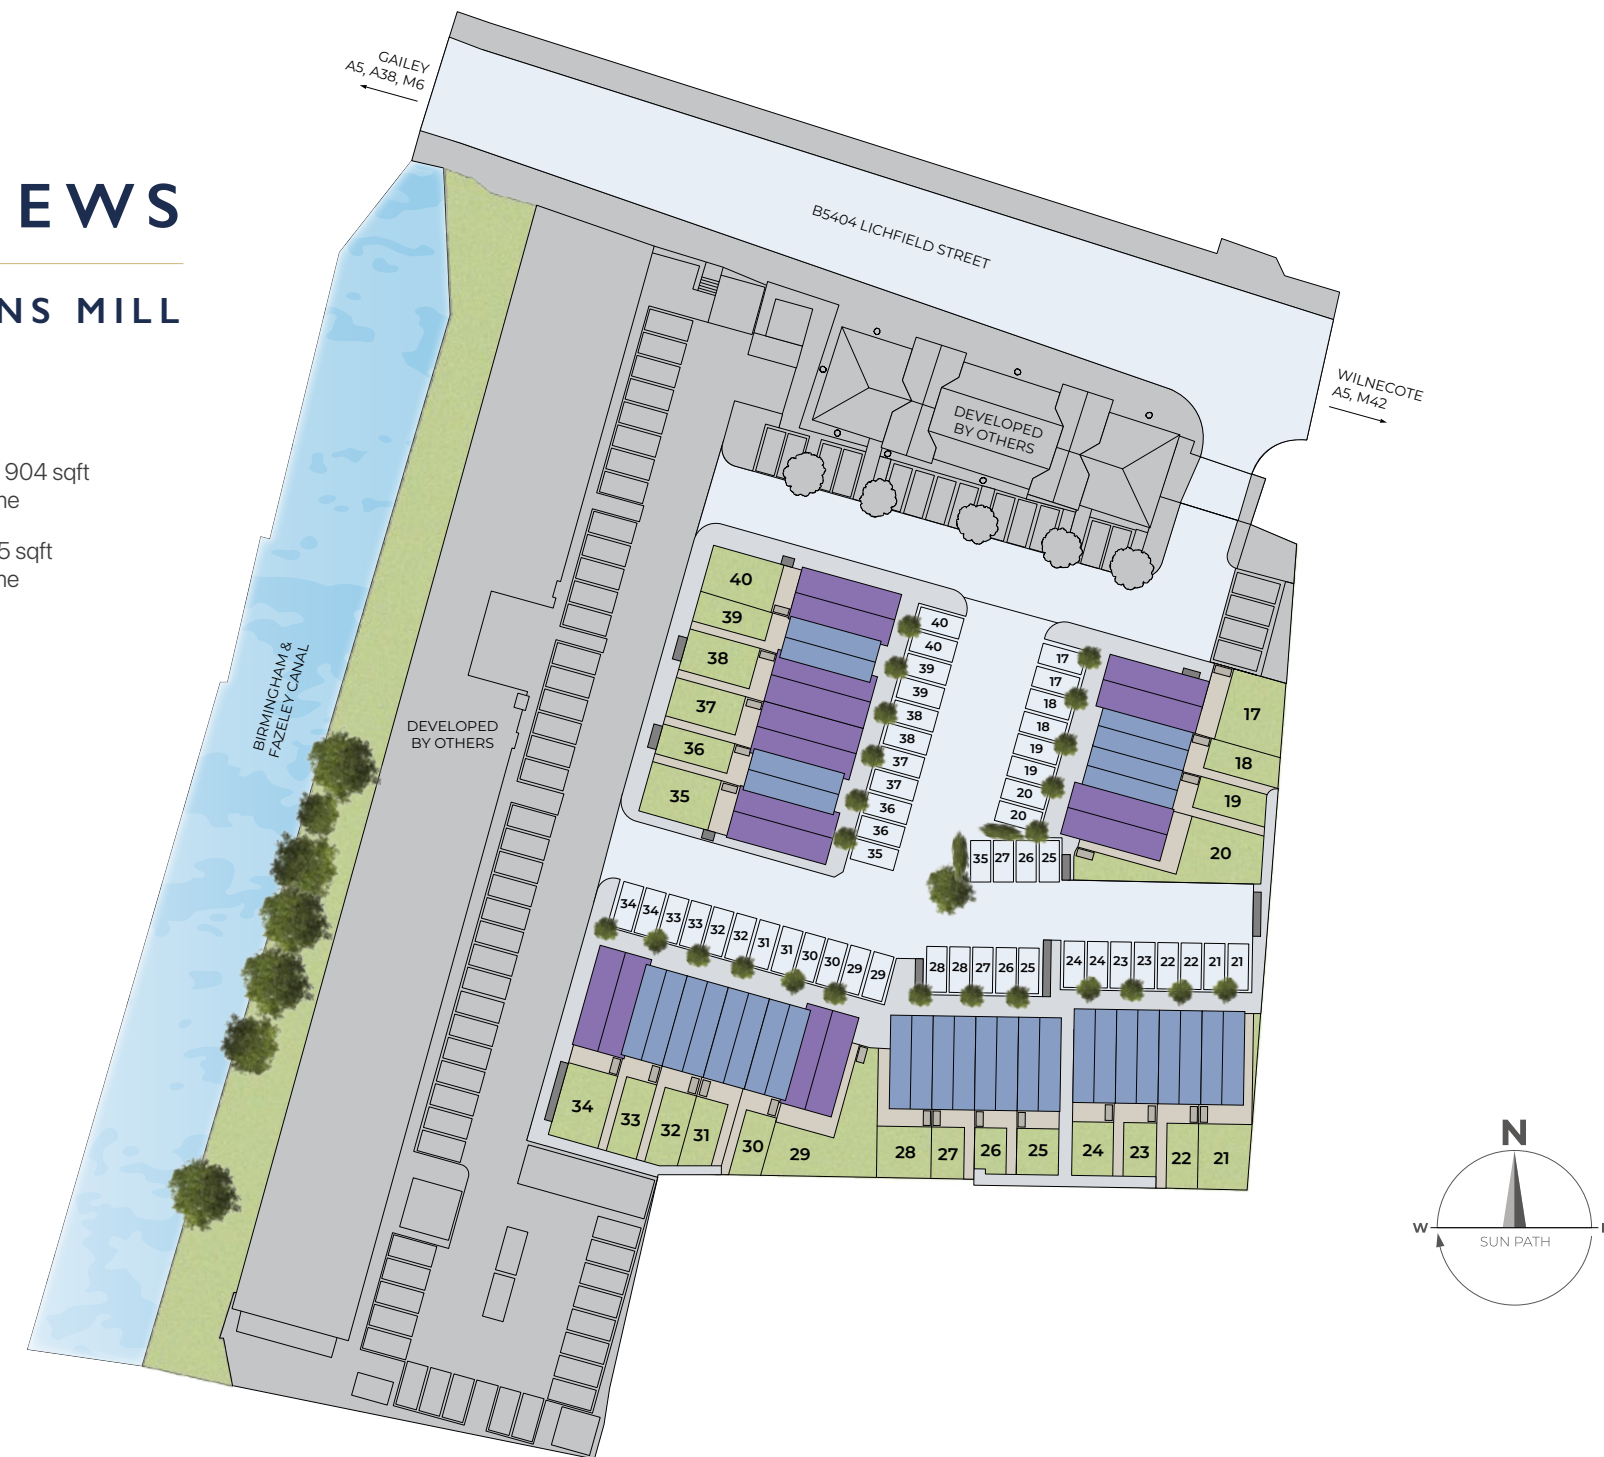 EWS
NS MILL
904 sqft
ne
5 sqft
ne
GAILEY
A5, A38, M6
B5404 LICHFIELD STREET
WILNECOTE
A5, M42
DEVELOPED
BY OTHERS
BIRMINGHAM &
FAZELEY CANAL
DEVELOPED
BY OTHERS
40
39
38
37
36
35
40
40
39
39
38
38
37
37
36
36
35
17
17
18
18
19
19
20
20
17
18
19
20
35 27 26 25
34 34 33 33 32 32 31 31 30 30 29 29
28 28 27 26 25
24 24 23 23 22 22 21 21
34 33 32 31 30 29
28 27 26 25
24 23 22 21
N
W
SUN PATH